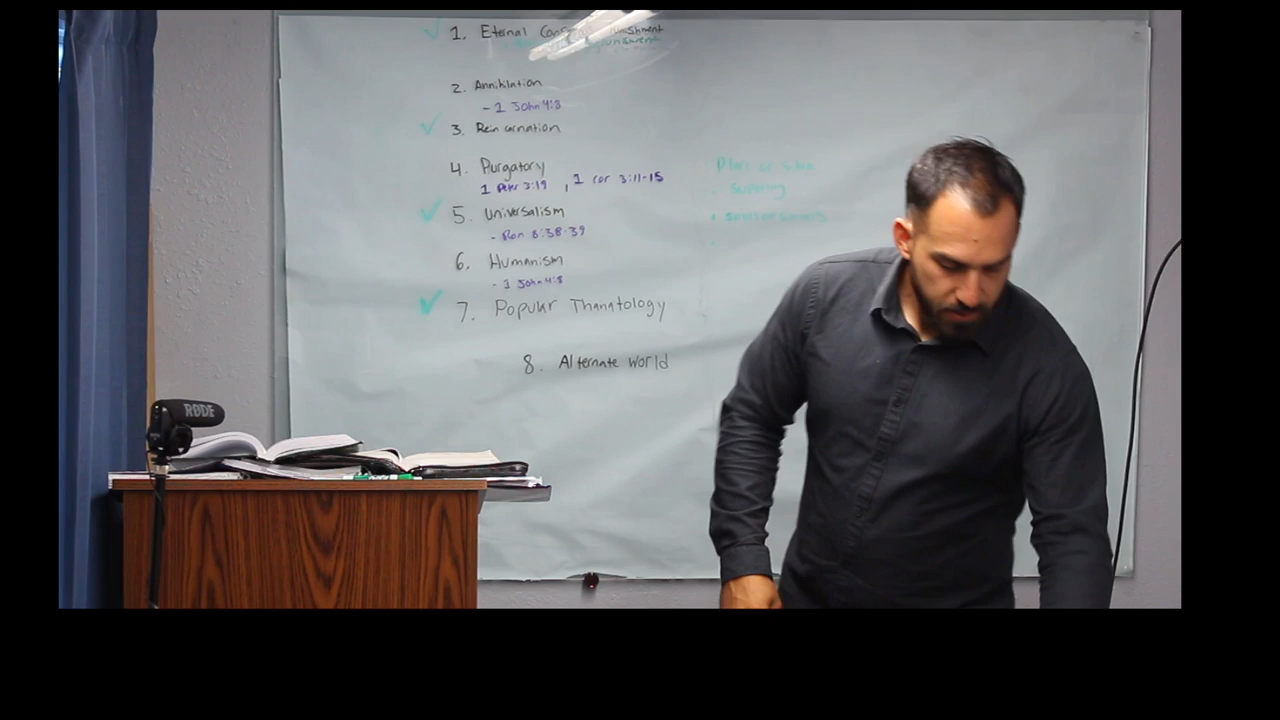 1. Eternal
2. Annihilation
- 1 John 4:8
3. Reincarnation
4. Purgatory
1 Peter 3:19, 1 cor 3:11-15
5. Universalism
- Rom 8:38-39
6. Humanism
- 1 John 4:8
7. Popular Thanatology
8. Alternate World
RØDE